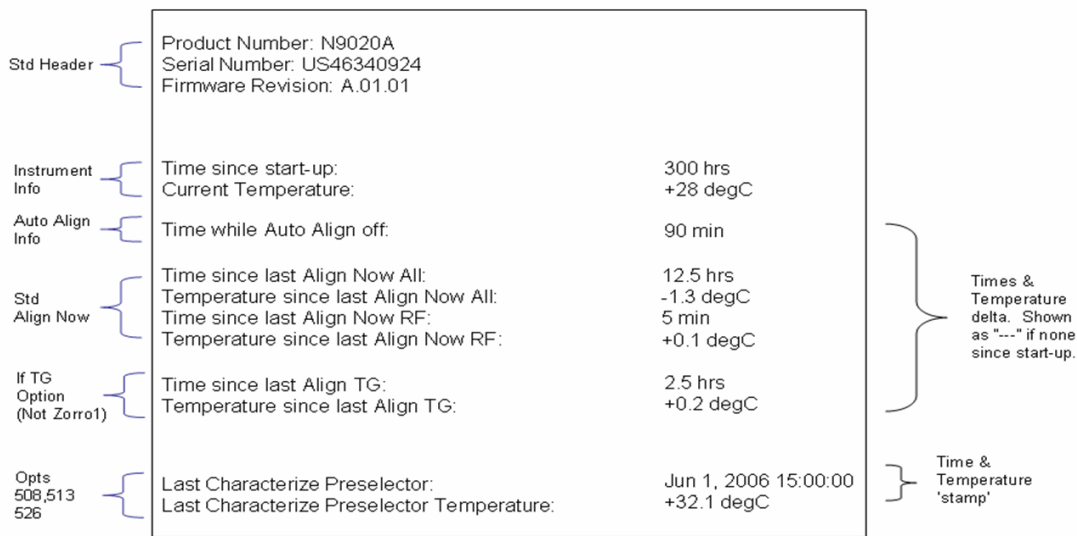 Std Header
Product Number: N9020A
Serial Number: US46340924
Firmware Revision: A.01.01
Instrument
Info
Time since start-up: 300 hrs
Current Temperature: +28 degC
Auto Align
Info
Time while Auto Align off: 90 min
Std
Align Now
Time since last Align Now All: 12.5 hrs
Temperature since last Align Now All: -1.3 degC
Time since last Align Now RF: 5 min
Temperature since last Align Now RF: +0.1 degC
Times &
Temperature
delta. Shown
as "---" if none
since start-up.
If TG
Option
(Not Zorro1)
Time since last Align TG: 2.5 hrs
Temperature since last Align TG: +0.2 degC
Opts
508,513
526
Last Characterize Preselector: Jun 1, 2006 15:00:00
Last Characterize Preselector Temperature: +32.1 degC
Time &
Temperature
'stamp'